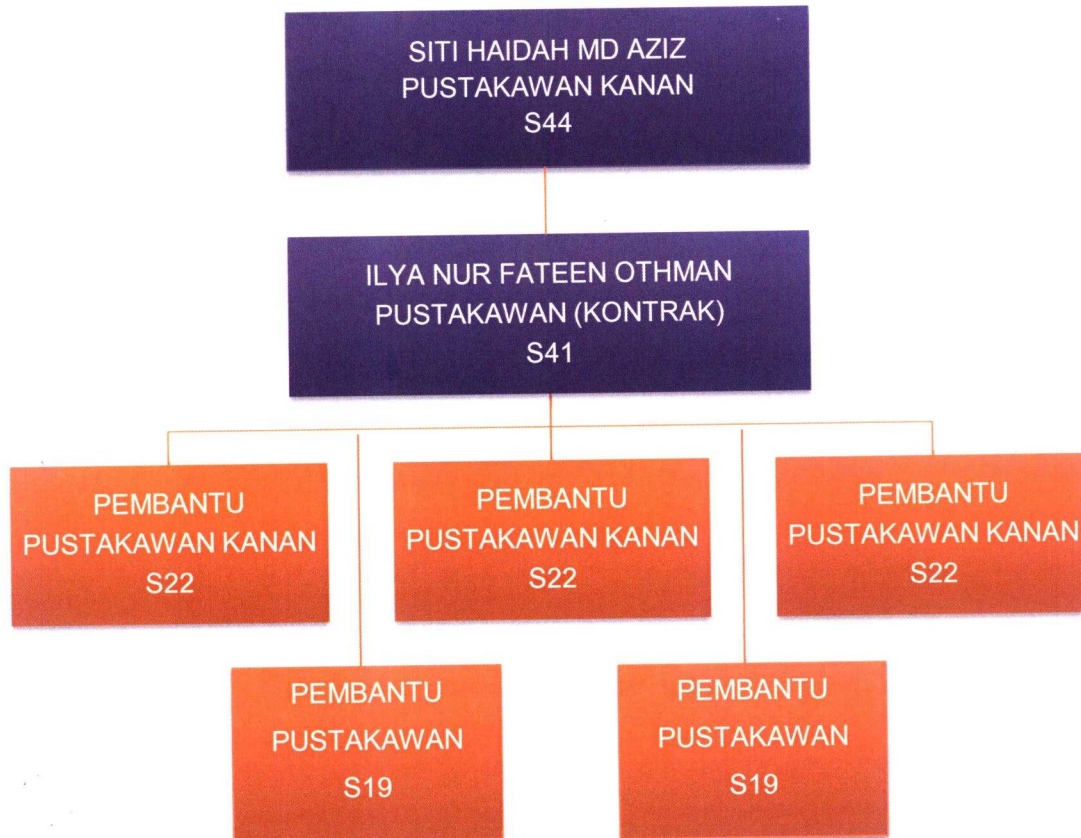 SITI HAIDAH MD AZIZ
PUSTAKAWAN KANAN
S44
ILYA NUR FATEEN OTHMAN
PUSTAKAWAN (KONTRAK)
S41
PEMBANTU
PUSTAKAWAN KANAN
S22
PEMBANTU
PUSTAKAWAN KANAN
S22
PEMBANTU
PUSTAKAWAN KANAN
S22
PEMBANTU
PUSTAKAWAN
S19
PEMBANTU
PUSTAKAWAN
S19